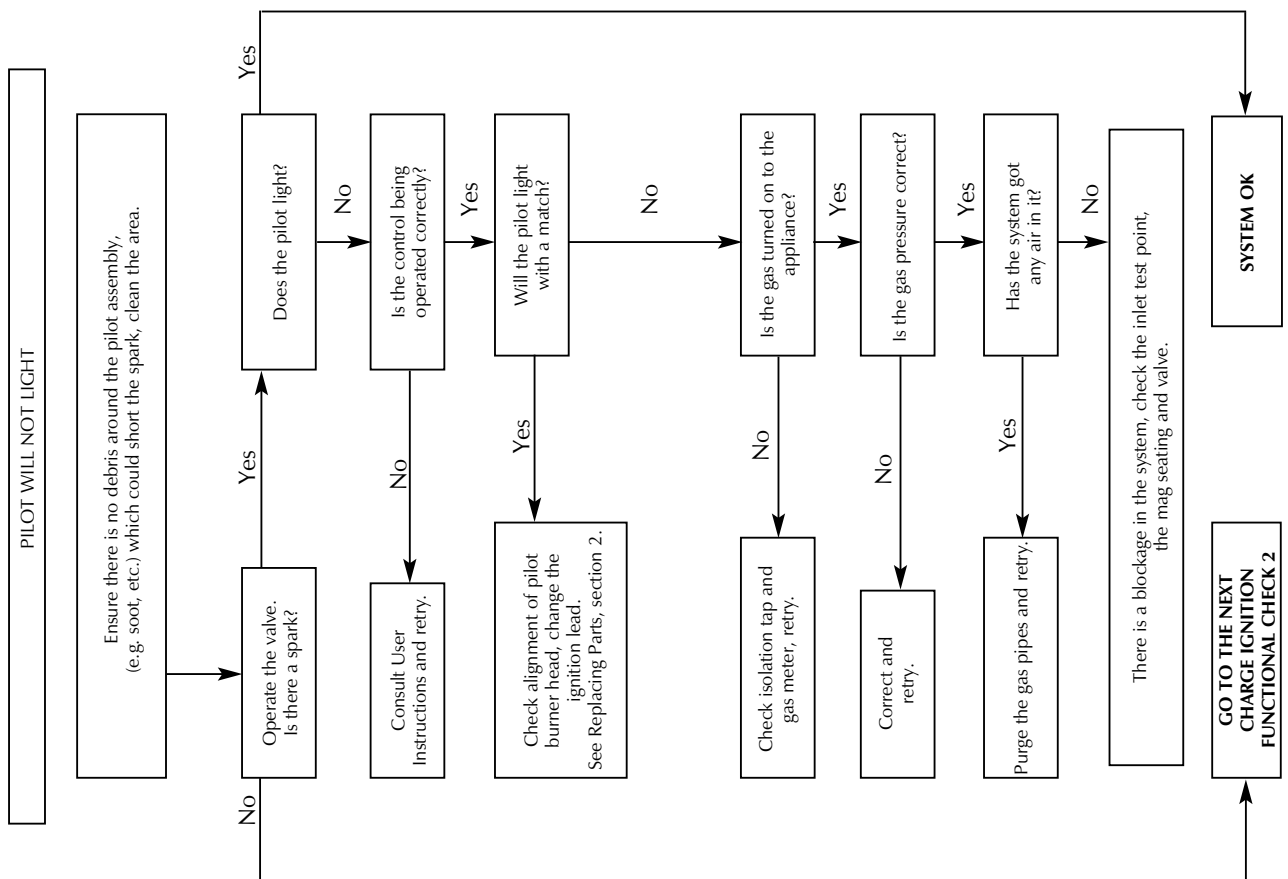 PILOT WILL NOT LIGHT
Ensure there is no debris around the pilot assembly,
(e.g. soot, etc.) which could short the spark, clean the area.
No
Operate the valve.
Is there a spark?
Yes
Does the pilot light?
Yes
No
Consult User
Instructions and retry.
No
Is the control being
operated correctly?
Yes
Check alignment of pilot
burner head, change the
ignition lead.
See Replacing Parts, section 2.
Yes
Will the pilot light
with a match?
No
Check isolation tap and
gas meter, retry.
No
Is the gas turned on to the
appliance?
Yes
Correct and
retry.
No
Is the gas pressure correct?
Yes
Purge the gas pipes and retry.
Yes
Has the system got
any air in it?
No
There is a blockage in the system, check the inlet test point,
the mag seating and valve.
GO TO THE NEXT
CHARGE IGNITION
FUNCTIONAL CHECK 2
SYSTEM OK